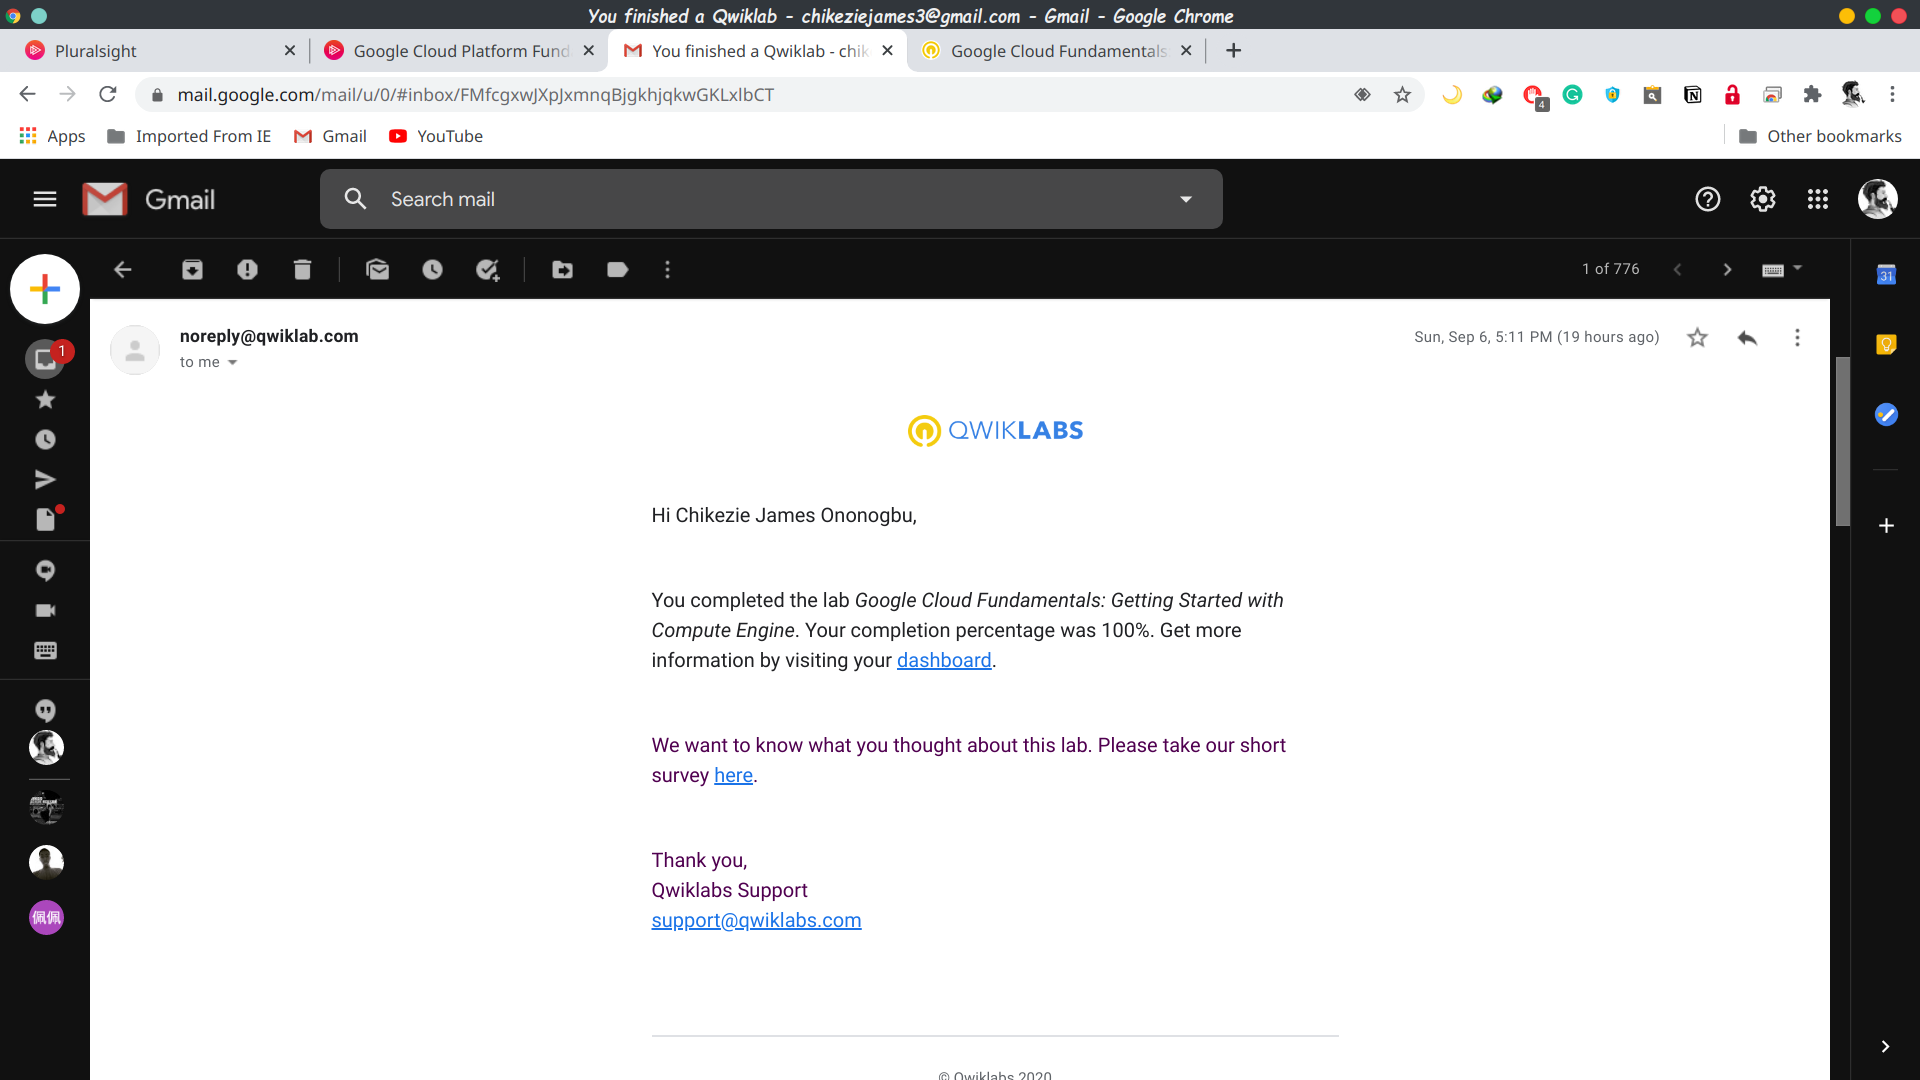 You finished a Qwiklab - chikeziejames3@gmail.com - Gmail - Google Chrome
Pluralsight
Google Cloud Platform Fund
You finished a Qwiklab - chik
Google Cloud Fundamentals
mail.google.com/mail/u/0/#inbox/FMfcgxwJXpJxmnqBjgkhjqkwGKLxlbCT
4
Apps
Imported From IE
Gmail
YouTube
Other bookmarks
Gmail
Search mail
1 of 776
31
1
noreply@qwiklab.com
to me
Sun, Sep 6, 5:11 PM (19 hours ago)
QWIKLABS
Hi Chikezie James Ononogbu,
You completed the lab Google Cloud Fundamentals: Getting Started with
Compute Engine. Your completion percentage was 100%. Get more
information by visiting your dashboard.
We want to know what you thought about this lab. Please take our short
survey here.
Thank you,
Qwiklabs Support
support@qwiklabs.com
佩佩
© Qwiklabs 2020